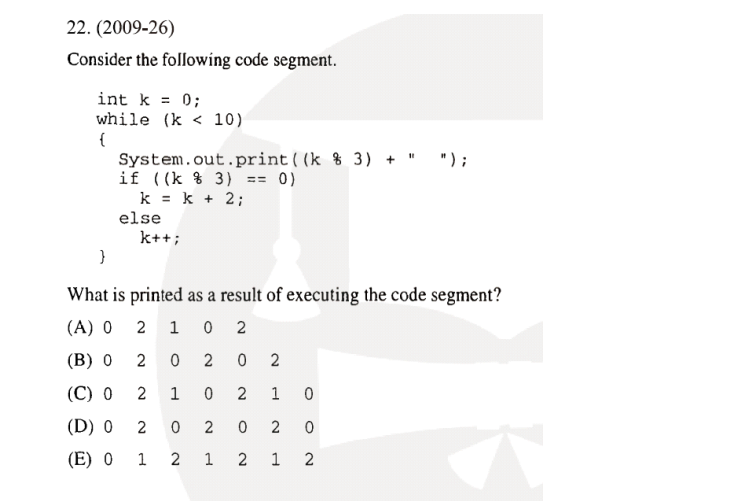 22. (2009-26)
Consider the following code segment.
int k = 0;
while (k < 10)
{
System.out.print((k % 3) + "  ");
if ((k % 3) == 0)
k = k + 2;
else
k++;
}
What is printed as a result of executing the code segment?
(A) 0 2 1 0 2
(B) 0 2 0 2 0 2
(C) 0 2 1 0 2 1 0
(D) 0 2 0 2 0 2 0
(E) 0 1 2 1 2 1 2